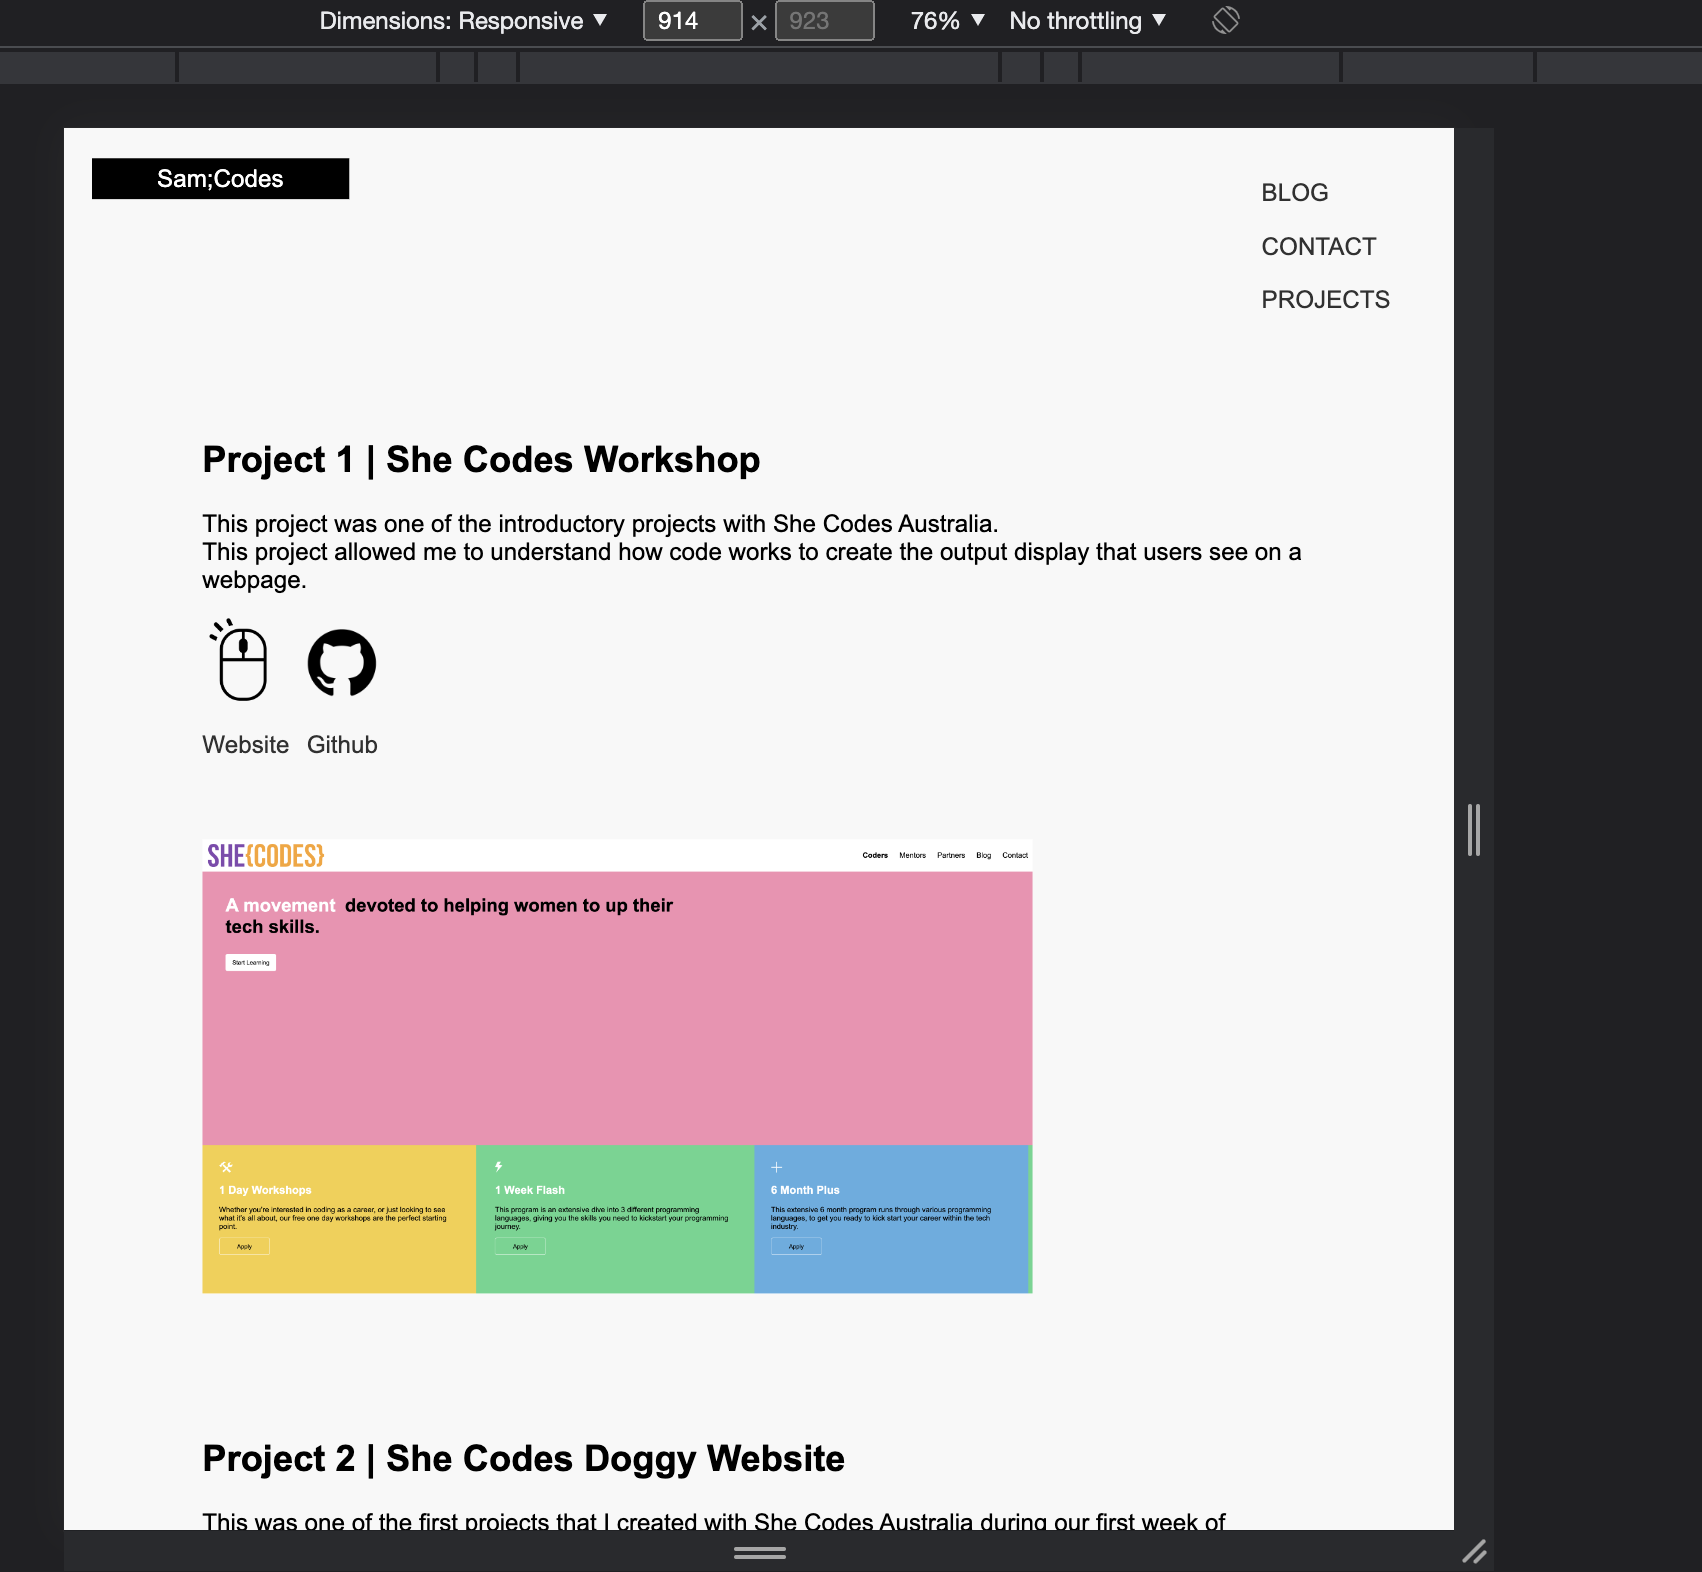 Dimensions: Responsive ▼ 914 × 923 76% ▼ No throttling ▼
Sam;Codes
BLOG
CONTACT
PROJECTS
Project 1 | She Codes Workshop
This project was one of the introductory projects with She Codes Australia.
This project allowed me to understand how code works to create the output display that users see on a
webpage.
Website Github
SHE{CODES}
Coders Mentors Partners Blog Contact
A movement devoted to helping women to up their
tech skills.
Start Learning
1 Day Workshops
Whether you're interested in coding as a career, or just looking to see
what it's all about, our free one day workshops are the perfect starting
point.
Apply
1 Week Flash
This program is an extensive dive into 3 different programming
languages, giving you the skills you need to kickstart your programming
journey.
Apply
6 Month Plus
This extensive 6 month program runs through various programming
languages, to get you ready to kick start your career within the tech
industry.
Apply
Project 2 | She Codes Doggy Website
This was one of the first projects that I created with She Codes Australia during our first week of